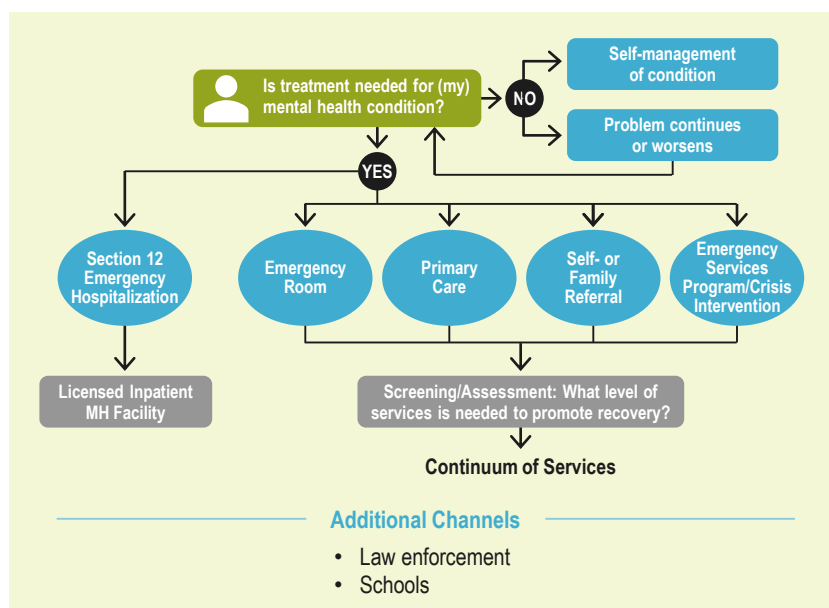 Is treatment needed for (my)
mental health condition?
NO
Self-management
of condition
Problem continues
or worsens
YES
Section 12
Emergency
Hospitalization
Emergency
Room
Primary
Care
Self- or
Family
Referral
Emergency
Services
Program/Crisis
Intervention
Licensed Inpatient
MH Facility
Screening/Assessment: What level of
services is needed to promote recovery?
Continuum of Services
Additional Channels
• Law enforcement
• Schools